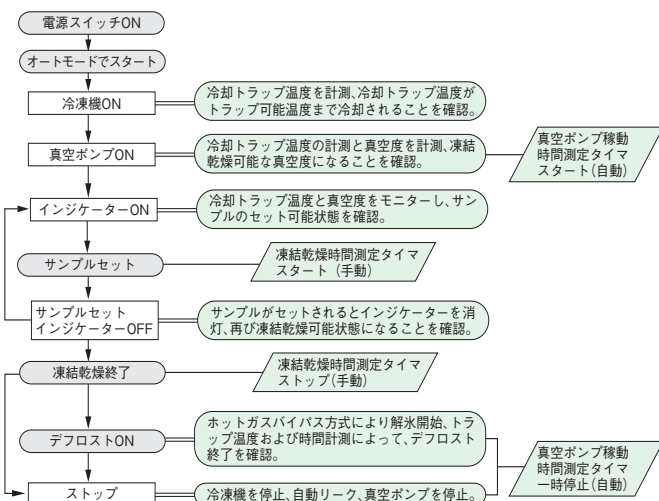 電源スイッチON
オートモードでスタート
冷凍機ON
冷却トラップ温度を計測、冷却トラップ温度が
トラップ可能温度まで冷却されることを確認。
真空ポンプON
冷却トラップ温度の計測と真空度を計測、凍結
乾燥可能な真空度になることを確認。
真空ポンプ稼動
時間測定タイマ
スタート(自動)
インジケーターON
冷却トラップ温度と真空度をモニターし、サン
プルのセット可能状態を確認。
サンプルセット
凍結乾燥時間測定タイマ
スタート（手動）
サンプルセット
インジケーターOFF
サンプルがセットされるとインジケーターを消
灯、再び凍結乾燥可能状態になることを確認。
凍結乾燥終了
凍結乾燥時間測定タイマ
ストップ(手動)
デフロストON
ホットガスバイパス方式により解氷開始、トラ
ップ温度および時間計測によって、デフロスト
終了を確認。
真空ポンプ稼動
時間測定タイマ
一時停止(自動)
ストップ
冷凍機を停止、自動リーク、真空ポンプを停止。